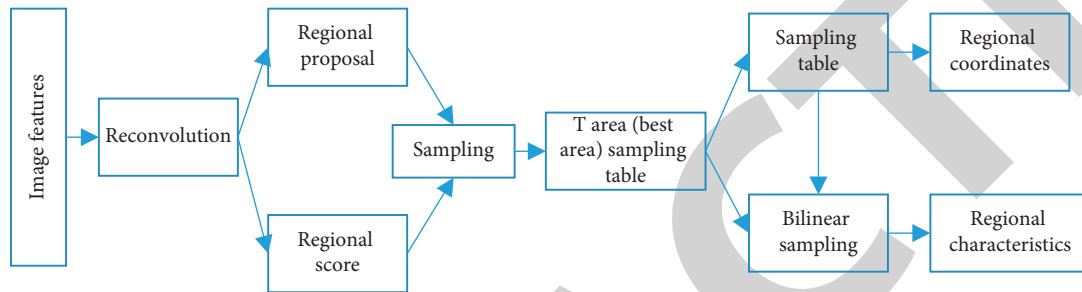 Image features
Reconvolution
Regional
proposal
Regional
score
Sampling
T area (best
area) sampling
table
Sampling
table
Bilinear
sampling
Regional
coordinates
Regional
characteristics